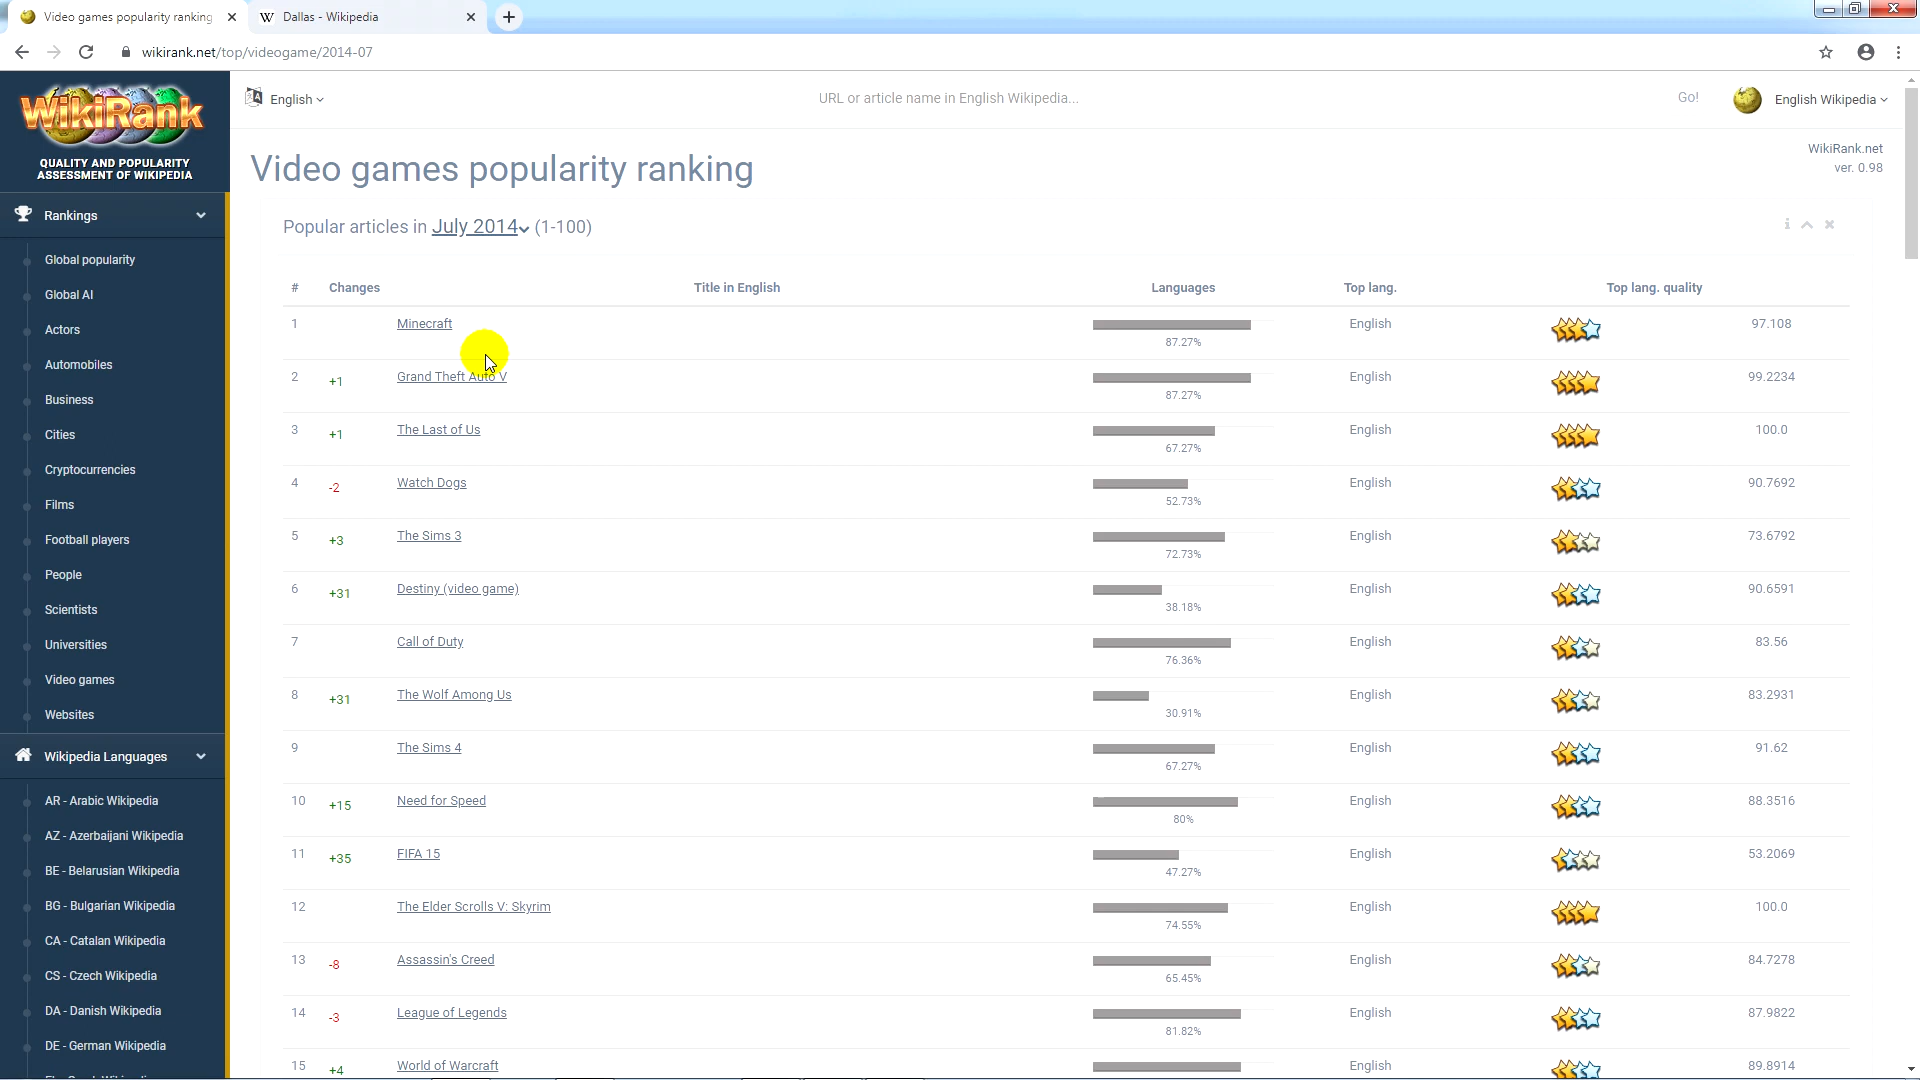 Video games popularity ranking
Dallas - Wikipedia
wikirank.net/top/videogame/2014-07
WikiRank
QUALITY AND POPULARITY
ASSESSMENT OF WIKIPEDIA
English
URL or article name in English Wikipedia...
Go!
English Wikipedia
WikiRank.net
ver. 0.98
Rankings
Global popularity
Global AI
Actors
Automobiles
Business
Cities
Cryptocurrencies
Films
Football players
People
Scientists
Universities
Video games
Websites
Wikipedia Languages
AR - Arabic Wikipedia
AZ - Azerbaijani Wikipedia
BE - Belarusian Wikipedia
BG - Bulgarian Wikipedia
CA - Catalan Wikipedia
CS - Czech Wikipedia
DA - Danish Wikipedia
DE - German Wikipedia
Video games popularity ranking
Popular articles in July 2014 (1-100)
# Changes Title in English Languages Top lang. Top lang. quality
1 Minecraft 87.27% English 97.108
2 +1 Grand Theft Auto V 87.27% English 99.2234
3 +1 The Last of Us 67.27% English 100.0
4 -2 Watch Dogs 52.73% English 90.7692
5 +3 The Sims 3 72.73% English 73.6792
6 +31 Destiny (video game) 38.18% English 90.6591
7 Call of Duty 76.36% English 83.56
8 +31 The Wolf Among Us 30.91% English 83.2931
9 The Sims 4 67.27% English 91.62
10 +15 Need for Speed 80% English 88.3516
11 +35 FIFA 15 47.27% English 53.2069
12 The Elder Scrolls V: Skyrim 74.55% English 100.0
13 -8 Assassin's Creed 65.45% English 84.7278
14 -3 League of Legends 81.82% English 87.9822
15 +4 World of Warcraft English 89.8914